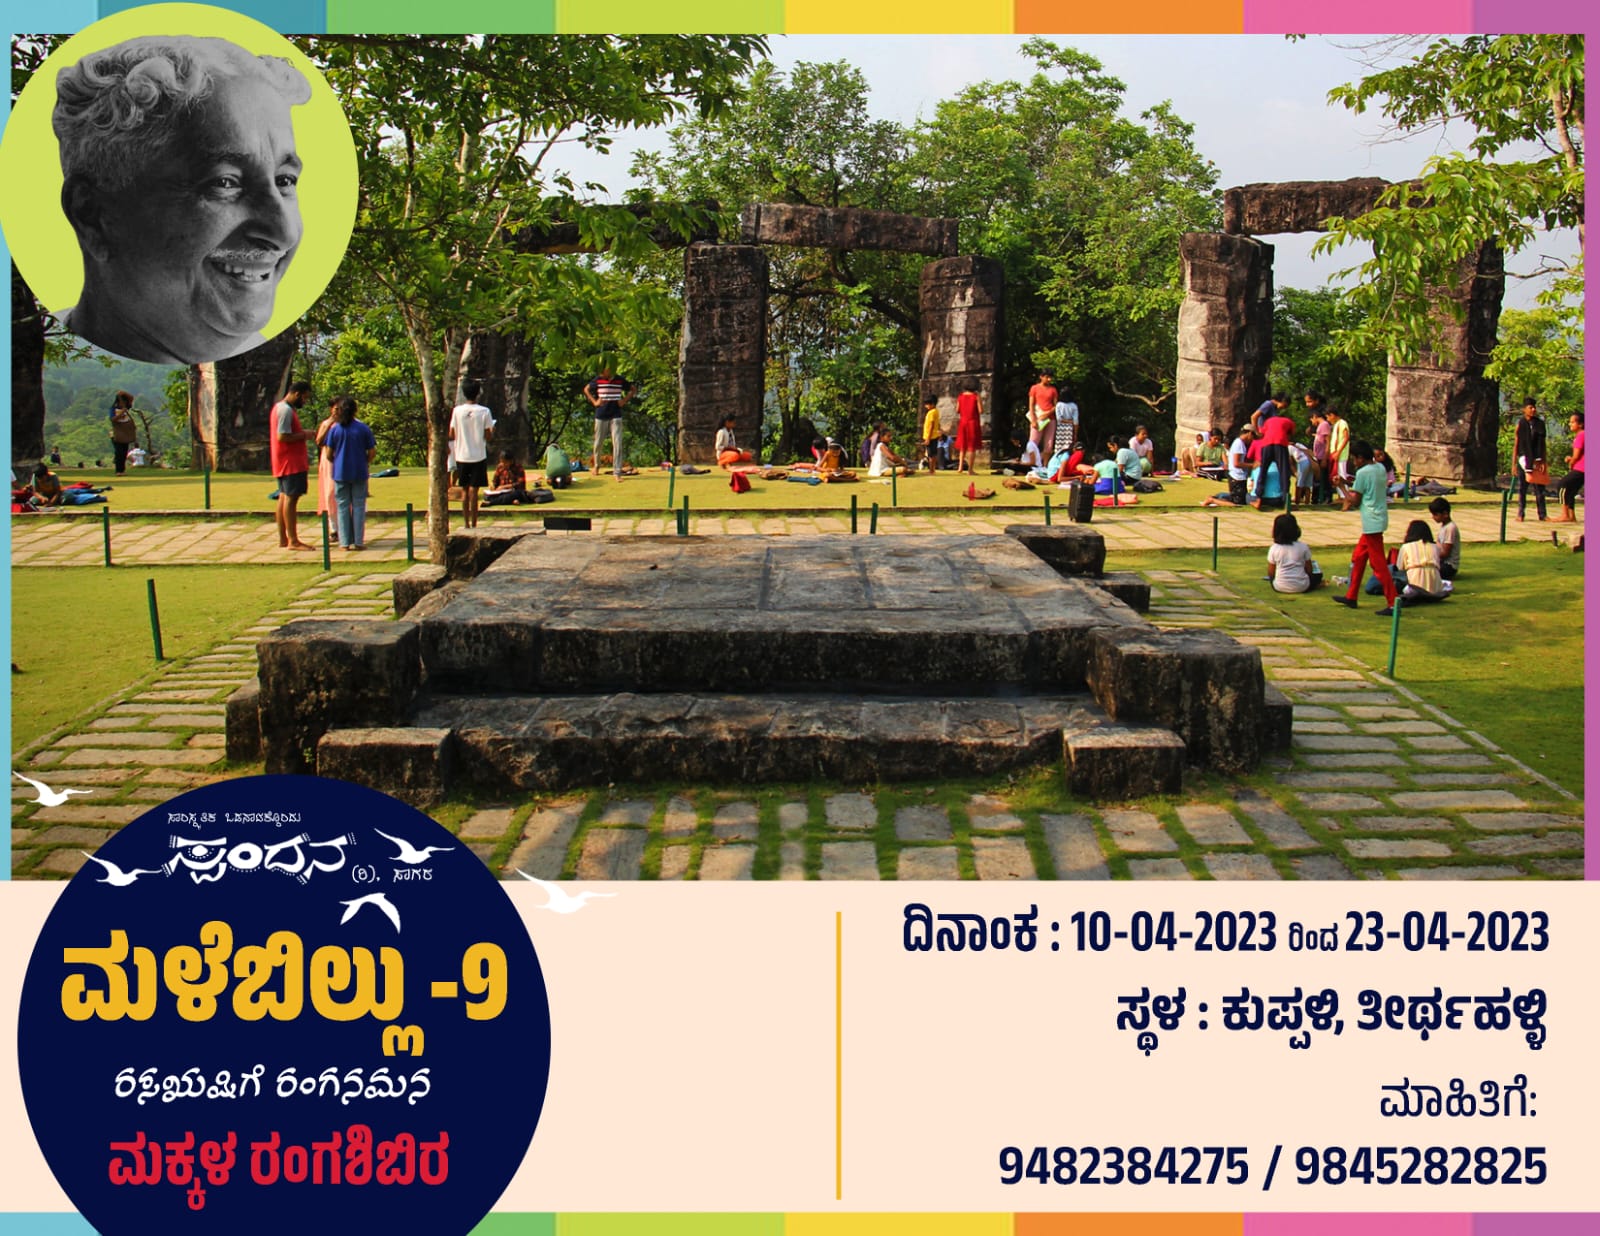 ಸಾಂಸ್ಕೃತಿಕ ಒಡನಾಟಕ್ಕೊಂದು
ಸ್ಪಂದನ
(ರಿ), ಸಾಗರ
ಮಳೆಬಿಲ್ಲು -9
ರಸಋಷಿಗೆ ರಂಗನಮನ
ಮಕ್ಕಳ ರಂಗಶಿಬಿರ
ದಿನಾಂಕ : 10-04-2023 ರಿಂದ 23-04-2023
ಸ್ಥಳ : ಕುಪ್ಪಳಿ, ತೀರ್ಥಹಳ್ಳಿ
ಮಾಹಿತಿಗೆ:
9482384275 / 9845282825